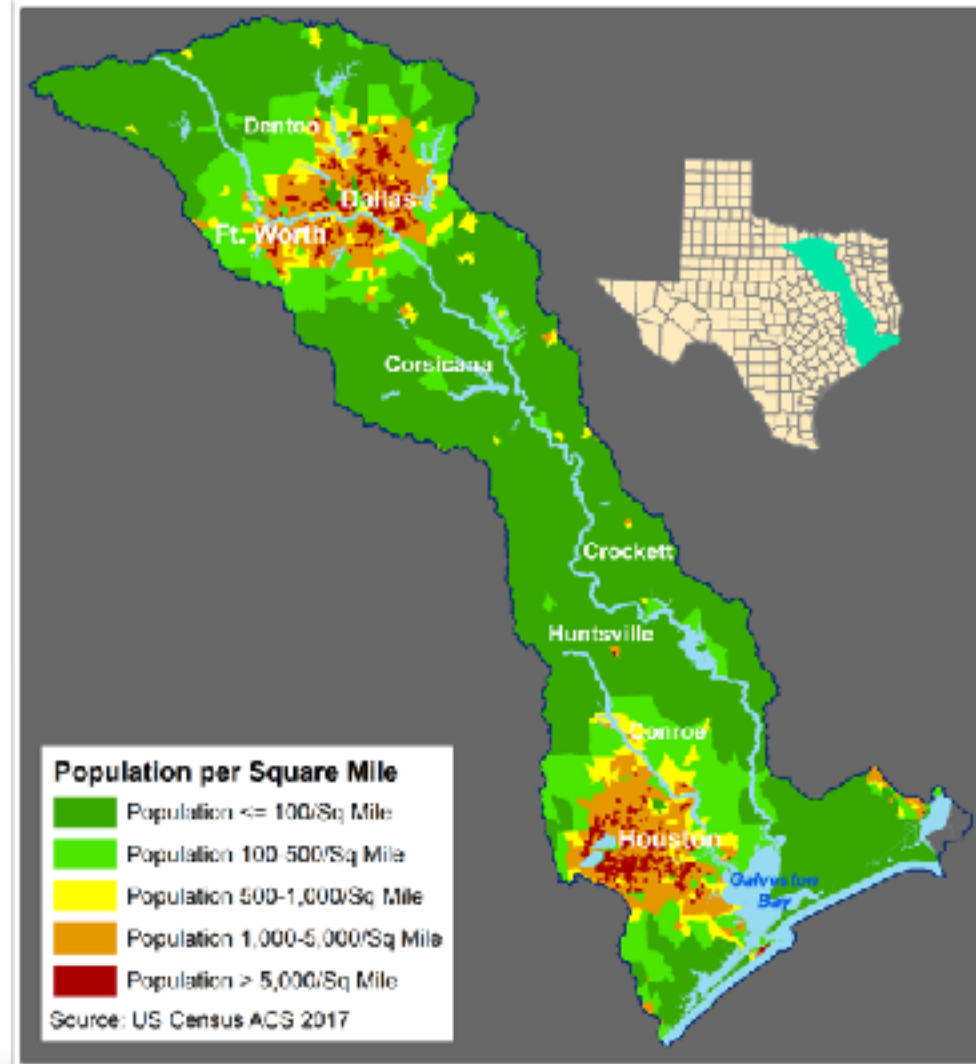 Denton
Dallas
Ft. Worth
Corsicana
Crockett
Huntsville
Conroe
Houston
Galveston
Bay
Population per Square Mile
Population <= 100/Sq Mile
Population 100-500/Sq Mile
Population 500-1,000/Sq Mile
Population 1,000-5,000/Sq Mile
Population > 5,000/Sq Mile
Source: US Census ACS 2017